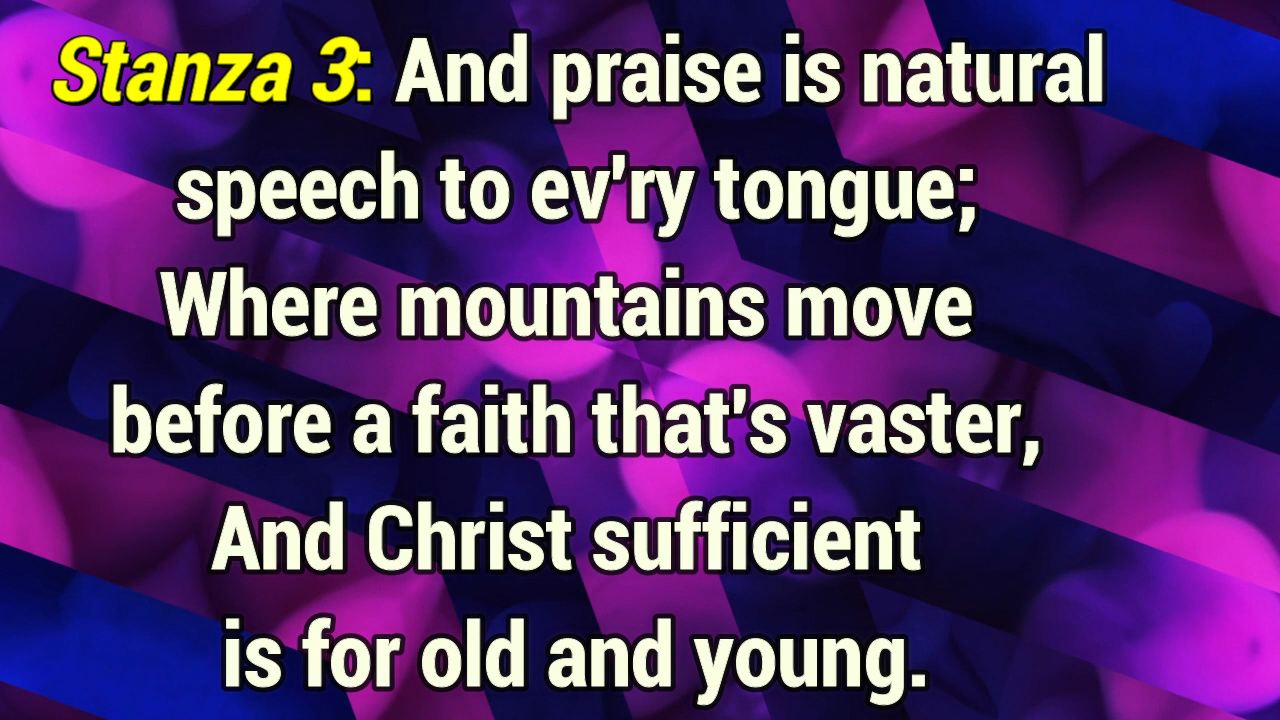 Stanza 3: And praise is natural
speech to ev'ry tongue;
Where mountains move
before a faith that's vaster,
And Christ sufficient
is for old and young.